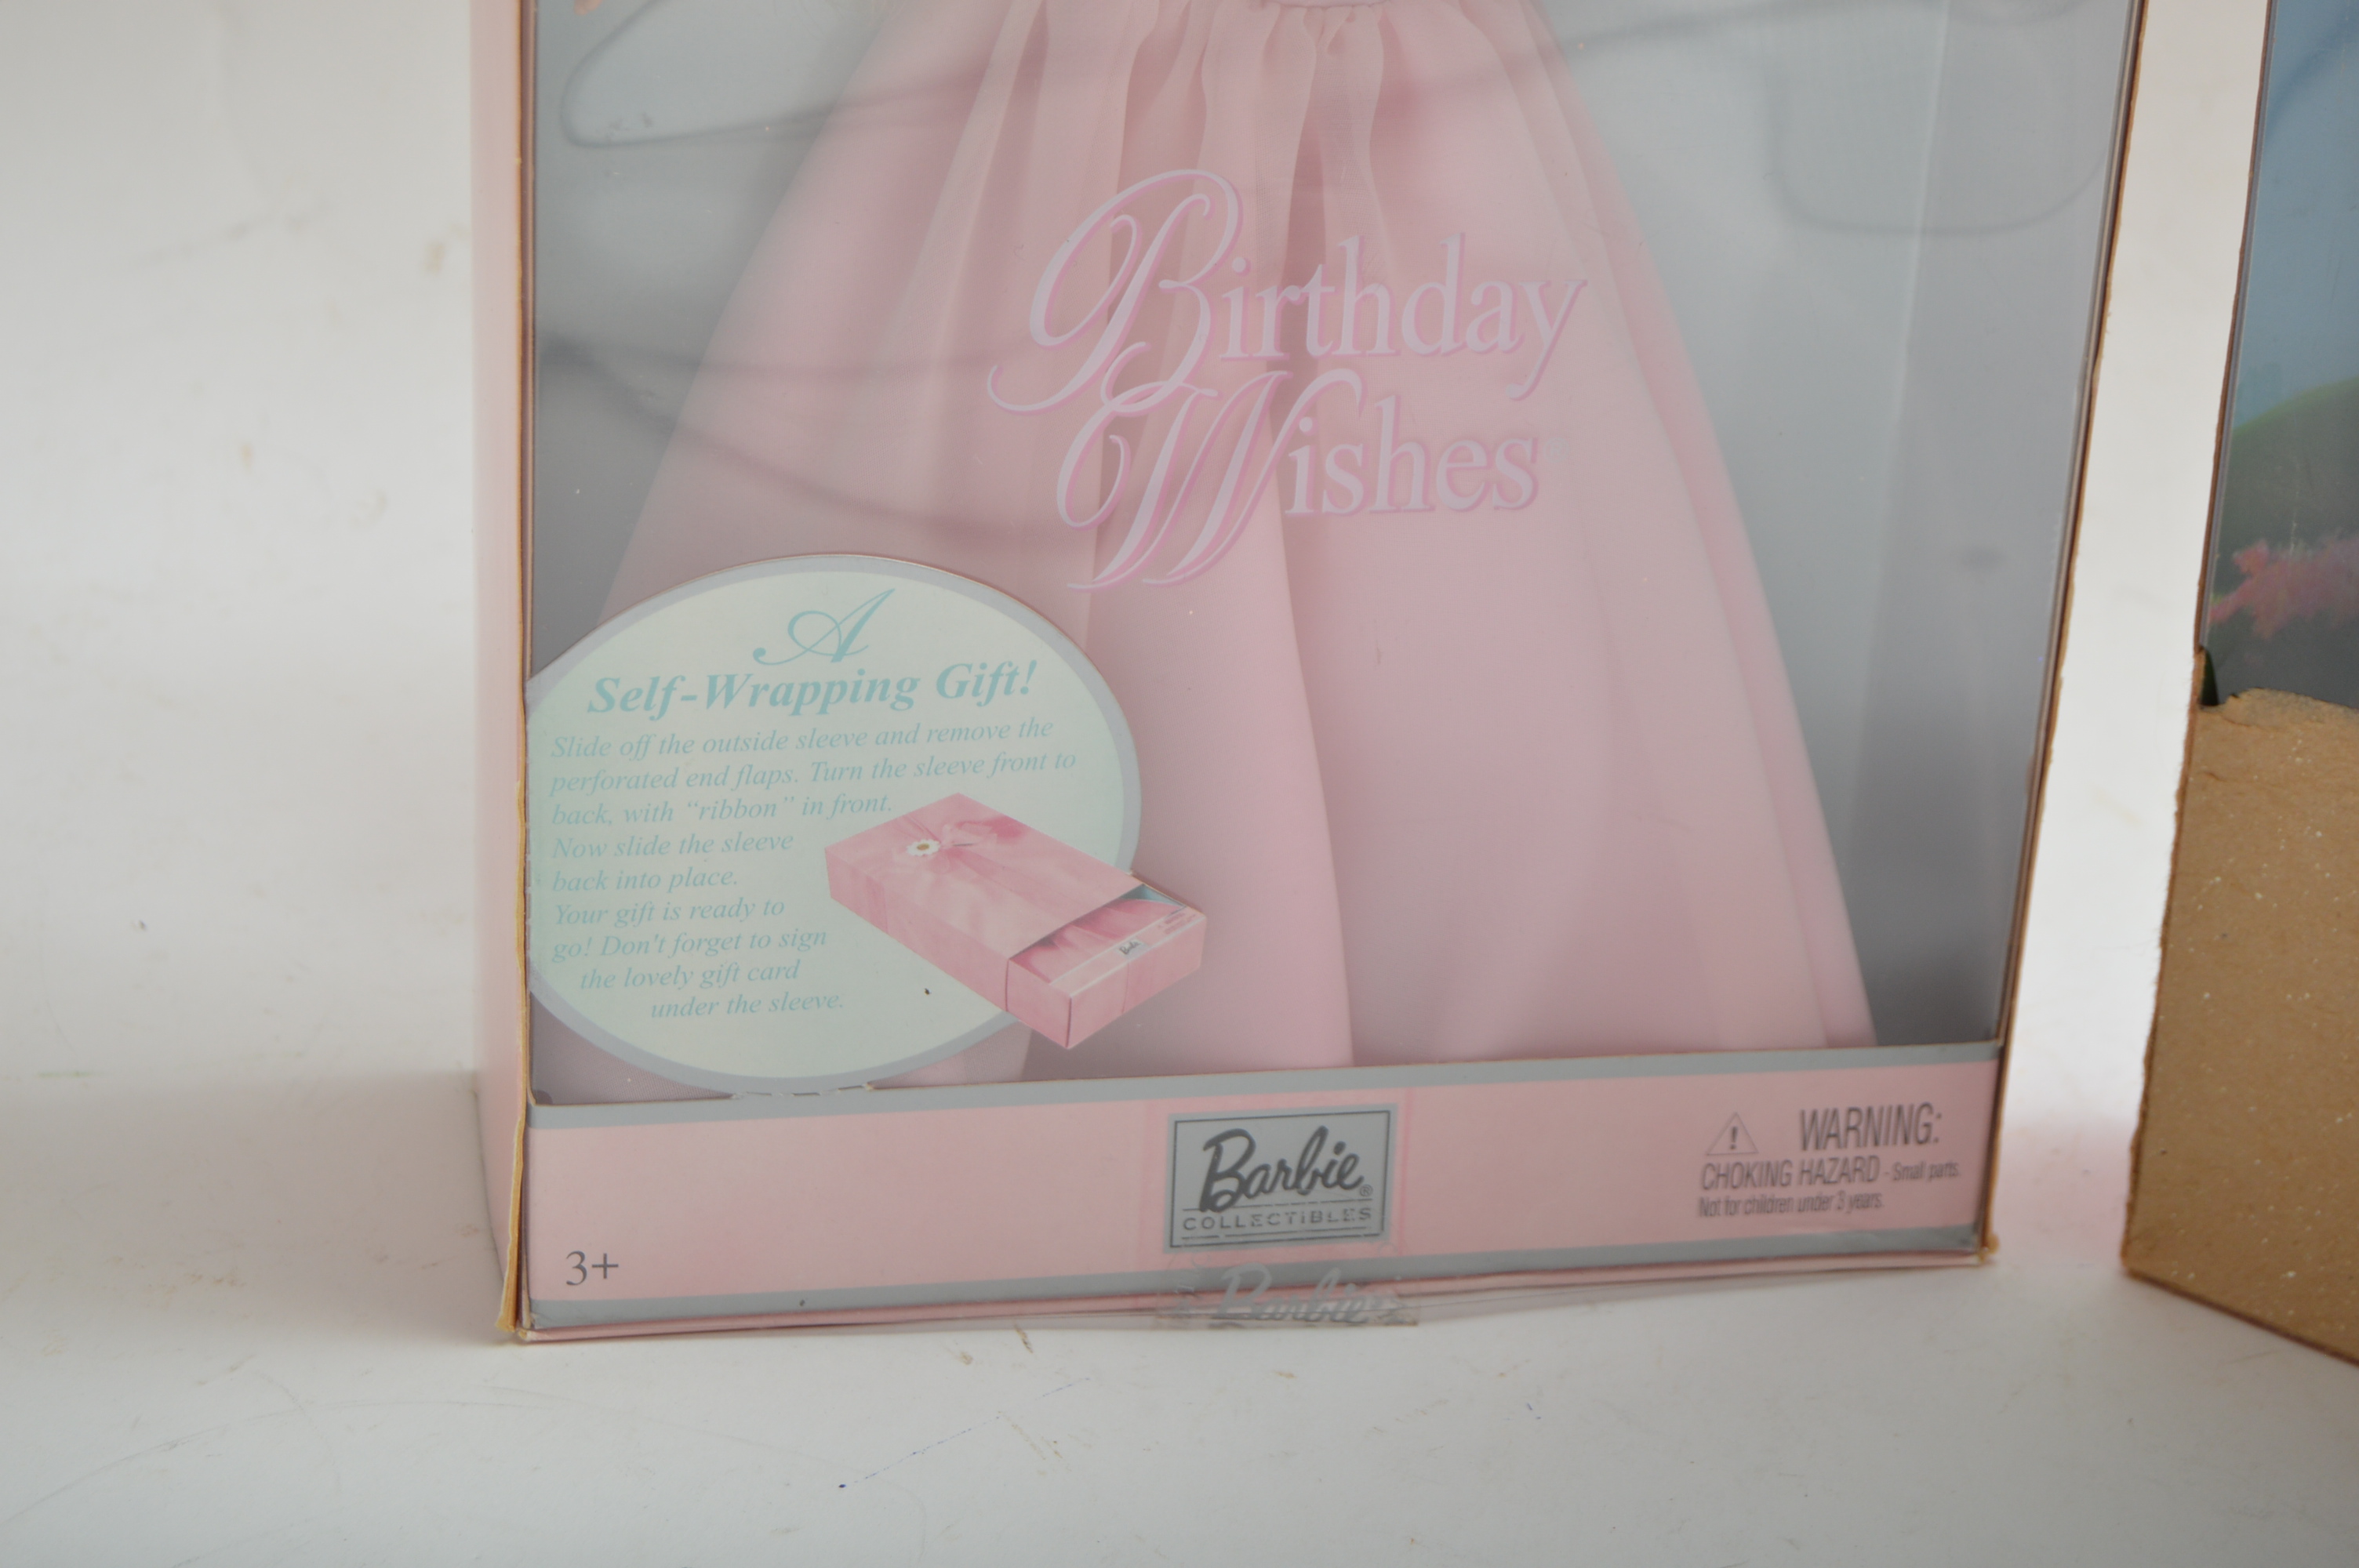 Birthday
Wishes
A
Self-Wrapping Gift!
Slide off the outside sleeve and remove the
perforated end flaps. Turn the sleeve front to
back, with “ribbon” in front.
Now slide the sleeve
back into place.
Your gift is ready to
go! Don't forget to sign
the lovely gift card
under the sleeve.
Barbie
Barbie®
COLLECTIBLES
! WARNING:
CHOKING HAZARD - Small parts.
Not for children under 3 years.
3+
Barbie